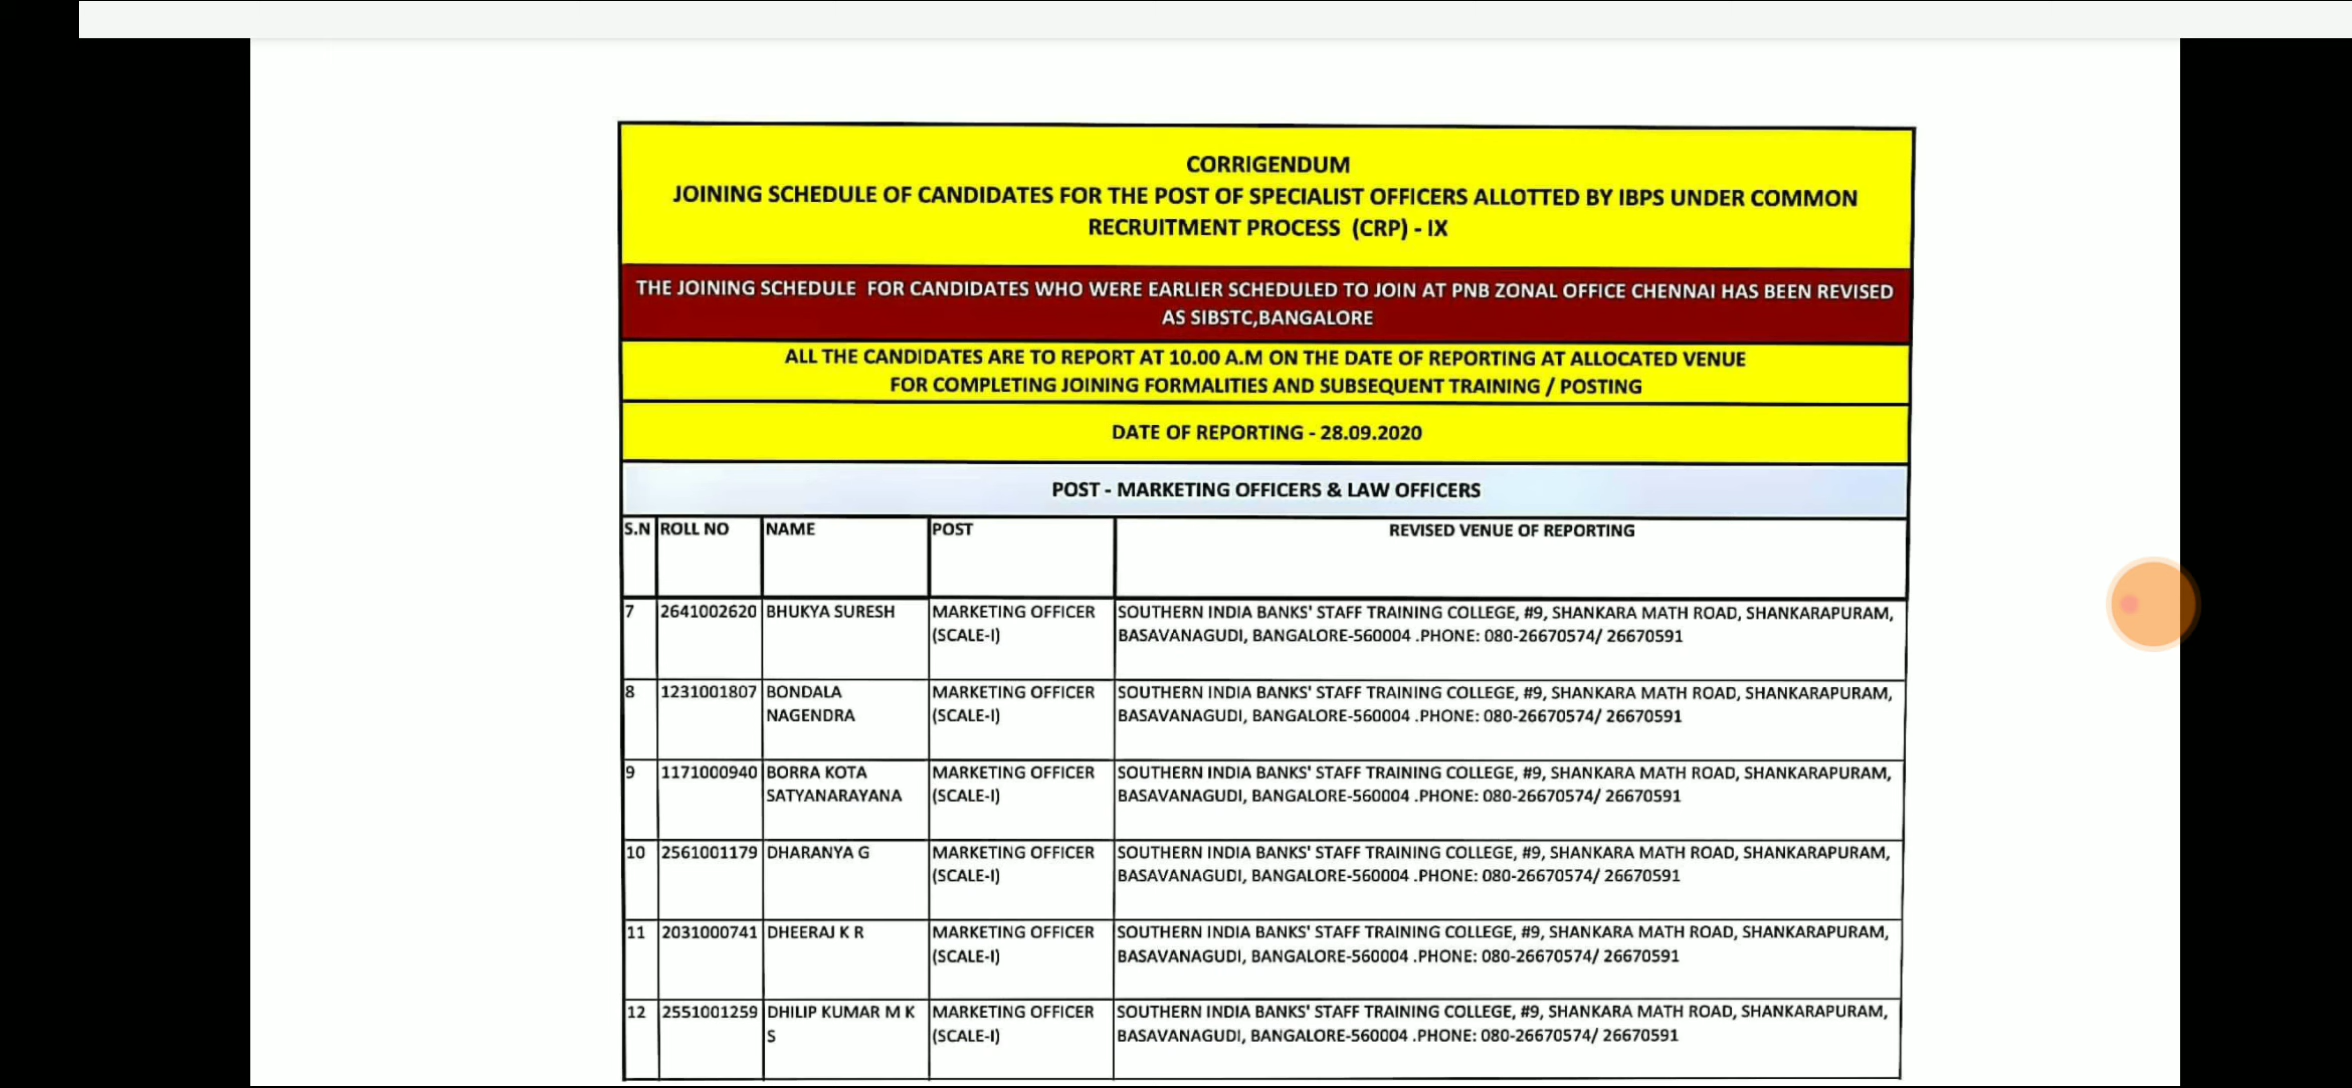 CORRIGENDUM
JOINING SCHEDULE OF CANDIDATES FOR THE POST OF SPECIALIST OFFICERS ALLOTTED BY IBPS UNDER COMMON
RECRUITMENT PROCESS (CRP) - IX
THE JOINING SCHEDULE FOR CANDIDATES WHO WERE EARLIER SCHEDULED TO JOIN AT PNB ZONAL OFFICE CHENNAI HAS BEEN REVISED
AS SIBSTC,BANGALORE
ALL THE CANDIDATES ARE TO REPORT AT 10.00 A.M ON THE DATE OF REPORTING AT ALLOCATED VENUE
FOR COMPLETING JOINING FORMALITIES AND SUBSEQUENT TRAINING / POSTING
DATE OF REPORTING - 28.09.2020
POST - MARKETING OFFICERS & LAW OFFICERS
S.N ROLL NO NAME POST REVISED VENUE OF REPORTING
7 2641002620 BHUKYA SURESH MARKETING OFFICER SOUTHERN INDIA BANKS' STAFF TRAINING COLLEGE, #9, SHANKARA MATH ROAD, SHANKARAPURAM,
(SCALE-I) BASAVANAGUDI, BANGALORE-560004 .PHONE: 080-26670574/ 26670591
8 1231001807 BONDALA MARKETING OFFICER SOUTHERN INDIA BANKS' STAFF TRAINING COLLEGE, #9, SHANKARA MATH ROAD, SHANKARAPURAM,
NAGENDRA (SCALE-I) BASAVANAGUDI, BANGALORE-560004 .PHONE: 080-26670574/ 26670591
9 1171000940 BORRA KOTA MARKETING OFFICER SOUTHERN INDIA BANKS' STAFF TRAINING COLLEGE, #9, SHANKARA MATH ROAD, SHANKARAPURAM,
SATYANARAYANA (SCALE-I) BASAVANAGUDI, BANGALORE-560004 .PHONE: 080-26670574/ 26670591
10 2561001179 DHARANYA G MARKETING OFFICER SOUTHERN INDIA BANKS' STAFF TRAINING COLLEGE, #9, SHANKARA MATH ROAD, SHANKARAPURAM,
(SCALE-I) BASAVANAGUDI, BANGALORE-560004 .PHONE: 080-26670574/ 26670591
11 2031000741 DHEERAJ K R MARKETING OFFICER SOUTHERN INDIA BANKS' STAFF TRAINING COLLEGE, #9, SHANKARA MATH ROAD, SHANKARAPURAM,
(SCALE-I) BASAVANAGUDI, BANGALORE-560004 .PHONE: 080-26670574/ 26670591
12 2551001259 DHILIP KUMAR M K MARKETING OFFICER SOUTHERN INDIA BANKS' STAFF TRAINING COLLEGE, #9, SHANKARA MATH ROAD, SHANKARAPURAM,
S (SCALE-I) BASAVANAGUDI, BANGALORE-560004 .PHONE: 080-26670574/ 26670591